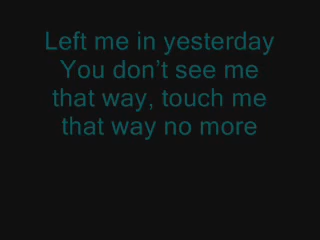 Left me in yesterday
You don’t see me
that way, touch me
that way no more